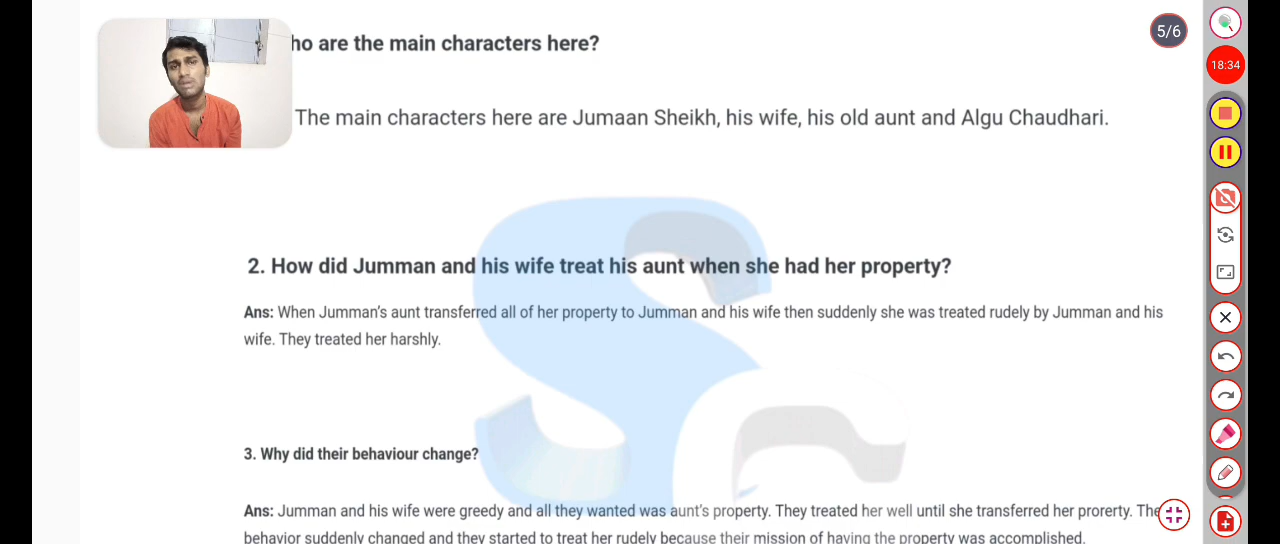 ho are the main characters here?
5/6
18:34
The main characters here are Jumaan Sheikh, his wife, his old aunt and Algu Chaudhari.
2. How did Jumman and his wife treat his aunt when she had her property?
Ans: When Jumman's aunt transferred all of her property to Jumman and his wife then suddenly she was treated rudely by Jumman and his
wife. They treated her harshly.
3. Why did their behaviour change?
Ans: Jumman and his wife were greedy and all they wanted was aunt's property. They treated her well until she transferred her prorerty. The
behavior suddenly changed and they started to treat her rudely because their mission of having the property was accomplished.